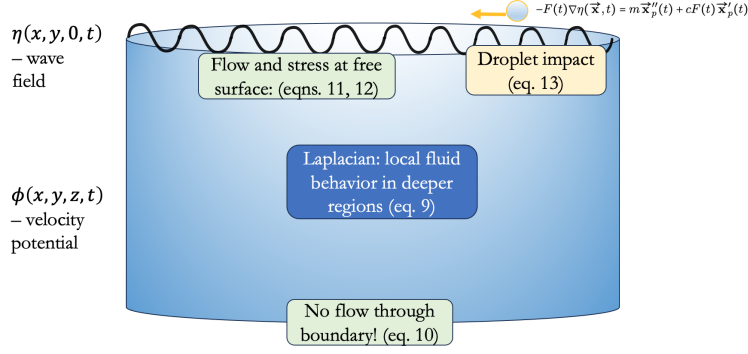 −F(t)∇η(x⃗, t) = m x⃗ₚ′′(t) + cF(t) x⃗ₚ′(t)
η(x, y, 0, t)
– wave
field
Flow and stress at free
surface: (eqns. 11, 12)
Droplet impact
(eq. 13)
Laplacian: local fluid
behavior in deeper
regions (eq. 9)
ϕ(x, y, z, t)
– velocity
potential
No flow through
boundary! (eq. 10)